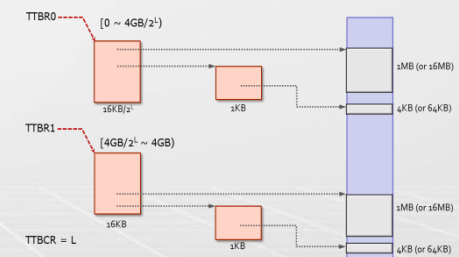 TTBR0
[0 ~ 4GB/2ᴸ)
16KB/2ᴸ
1KB
1MB (or 16MB)
4KB (or 64KB)
TTBR1
[4GB/2ᴸ ~ 4GB)
16KB
1KB
1MB (or 16MB)
4KB (or 64KB)
TTBCR = L